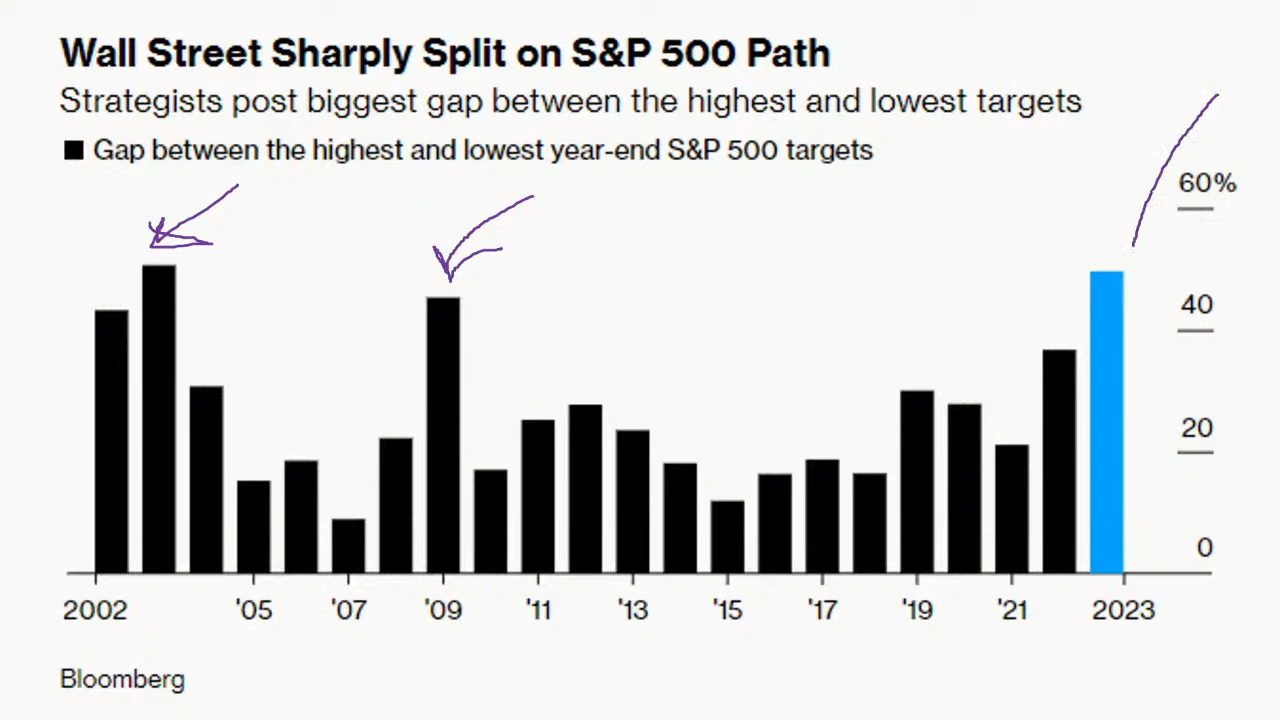 Wall Street Sharply Split on S&P 500 Path
Strategists post biggest gap between the highest and lowest targets
Gap between the highest and lowest year-end S&P 500 targets
60%
40
20
0
2002 '05 '07 '09 '11 '13 '15 '17 '19 '21 2023
Bloomberg